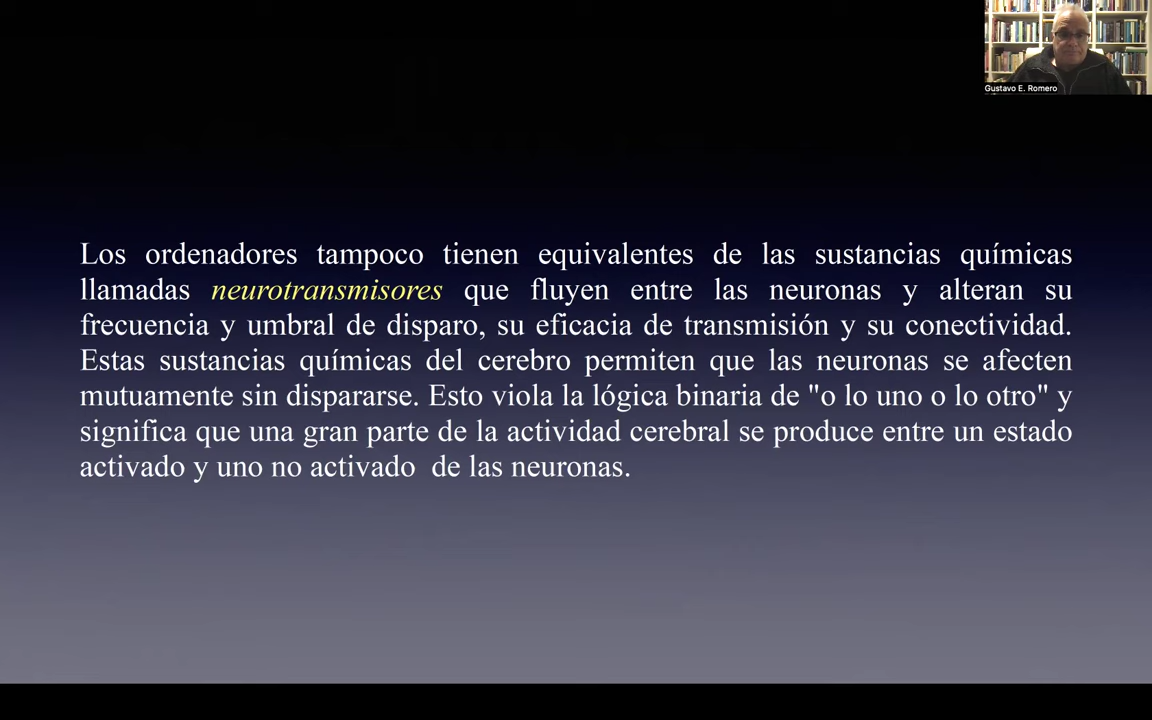 Gustavo E. Romero
Los ordenadores tampoco tienen equivalentes de las sustancias químicas
llamadas neurotransmisores que fluyen entre las neuronas y alteran su
frecuencia y umbral de disparo, su eficacia de transmisión y su conectividad.
Estas sustancias químicas del cerebro permiten que las neuronas se afecten
mutuamente sin dispararse. Esto viola la lógica binaria de "o lo uno o lo otro" y
significa que una gran parte de la actividad cerebral se produce entre un estado
activado y uno no activado  de las neuronas.